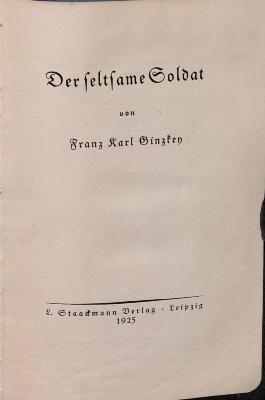 Der ſeltſame Soldat
von
Franz Karl Ginzkey
L. Staackmann Verlag · Leipzig
1925